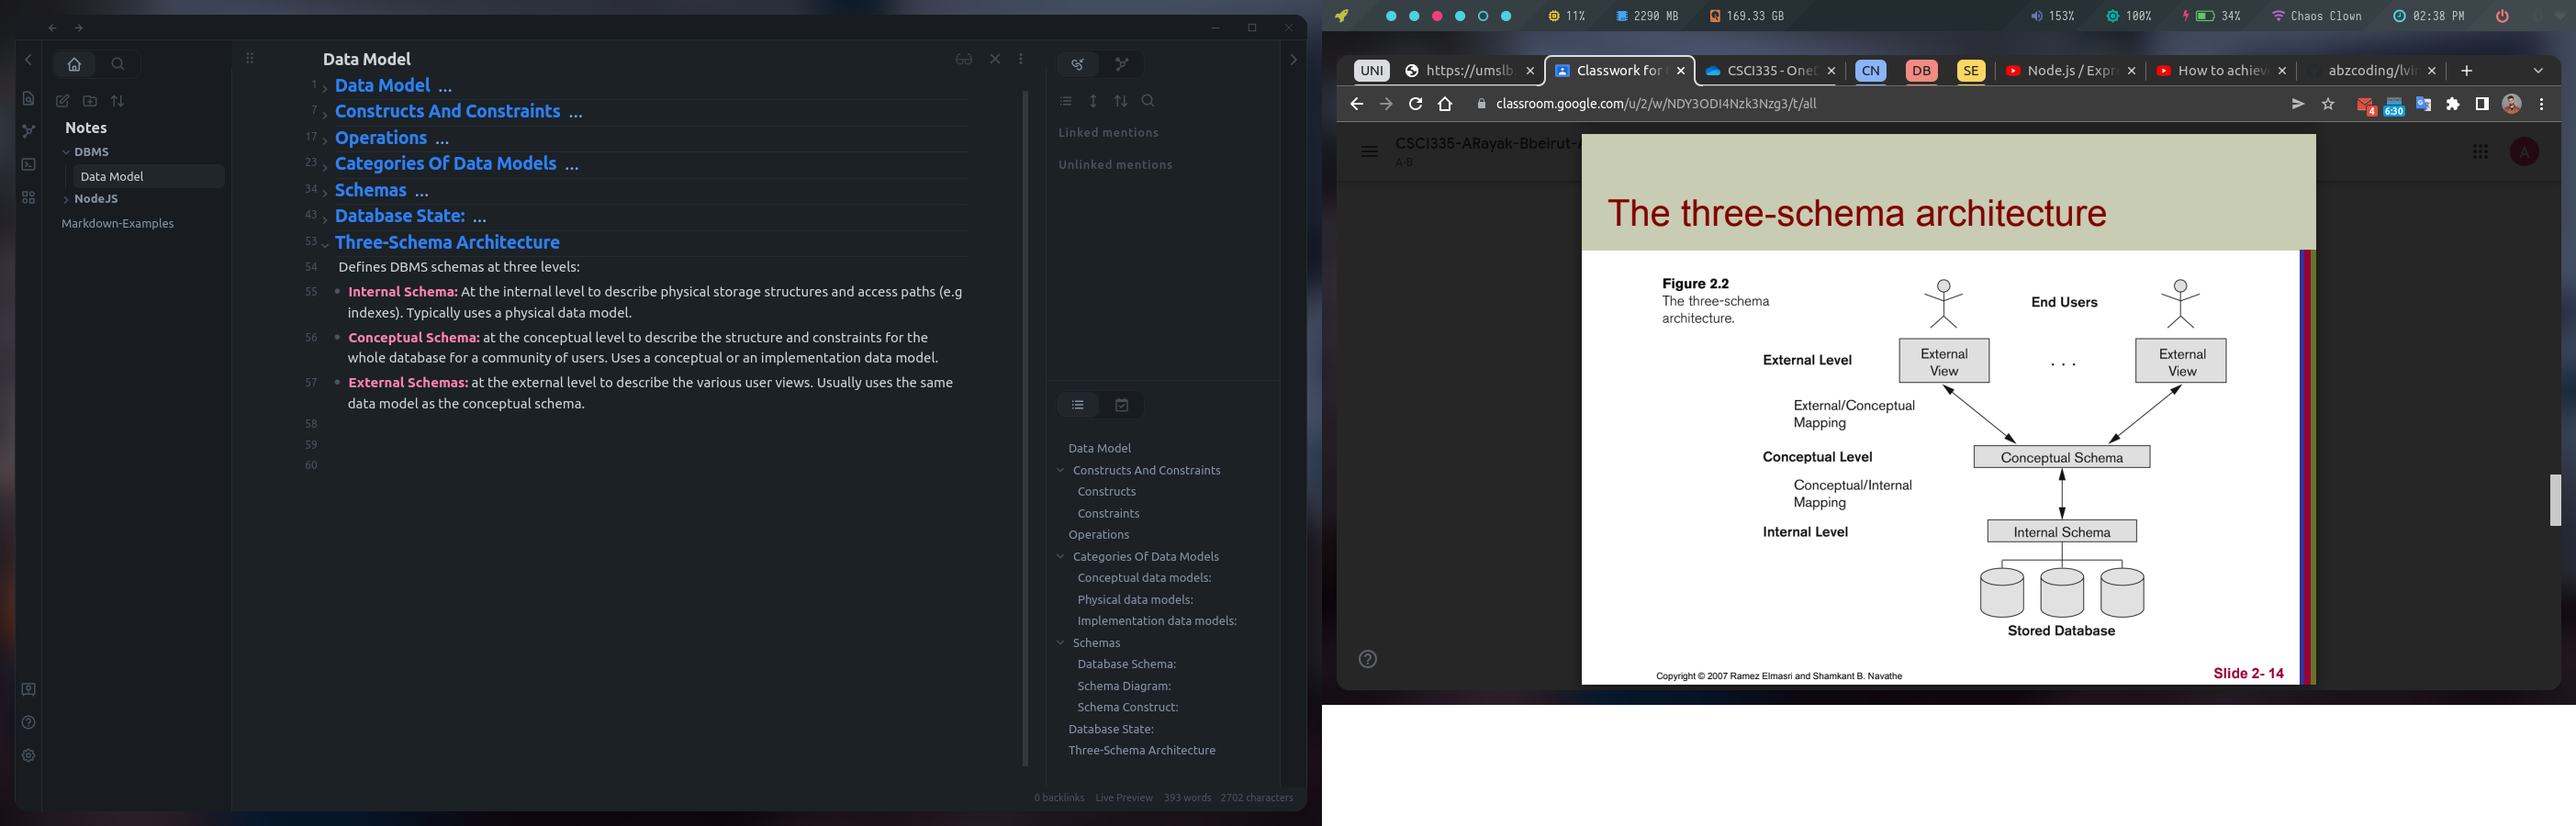 Notes
DBMS
Data Model
NodeJS
Markdown-Examples
Data Model
1 Data Model ...
7 Constructs And Constraints ...
17 Operations ...
23 Categories Of Data Models ...
34 Schemas ...
43 Database State: ...
53 Three-Schema Architecture
54 Defines DBMS schemas at three levels:
55 • Internal Schema: At the internal level to describe physical storage structures and access paths (e.g
indexes). Typically uses a physical data model.
56 • Conceptual Schema: at the conceptual level to describe the structure and constraints for the
whole database for a community of users. Uses a conceptual or an implementation data model.
57 • External Schemas: at the external level to describe the various user views. Usually uses the same
data model as the conceptual schema.
58
59
60
Linked mentions
Unlinked mentions
Data Model
Constructs And Constraints
Constructs
Constraints
Operations
Categories Of Data Models
Conceptual data models:
Physical data models:
Implementation data models:
Schemas
Database Schema:
Schema Diagram:
Schema Construct:
Database State:
Three-Schema Architecture
0 backlinks Live Preview 393 words 2702 characters
11% 2290 MB 169.33 GB 153% 100% 34% Chaos Clown 02:38 PM
UNI https://umslb Classwork for CSCI335 - One CN DB SE Node.js / Expr How to achiev abzcoding/lvi
classroom.google.com/u/2/w/NDY3ODI4Nzk3Nzg3/t/all
4 6:30
CSCI335-ARayak-Bbeirut-A
A-B
A
The three-schema architecture
Figure 2.2
The three-schema
architecture.
End Users
External Level
External
View
. . .
External
View
External/Conceptual
Mapping
Conceptual Level
Conceptual Schema
Conceptual/Internal
Mapping
Internal Level
Internal Schema
Stored Database
Copyright © 2007 Ramez Elmasri and Shamkant B. Navathe
Slide 2- 14